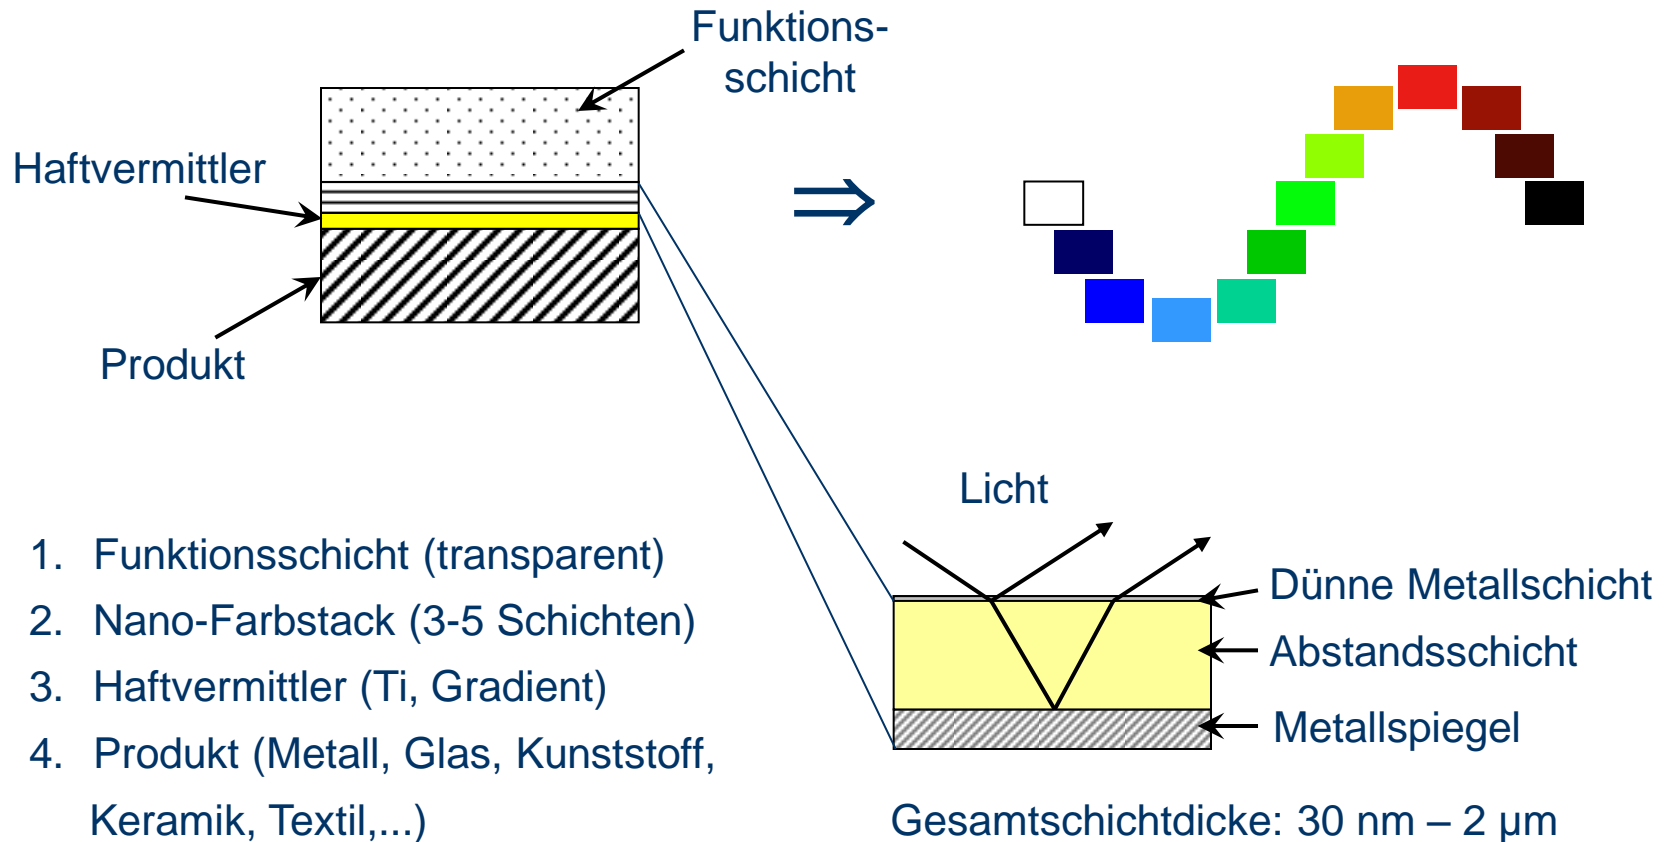 Funktions-
schicht
Haftvermittler
Produkt
Licht
1. Funktionsschicht (transparent)
2. Nano-Farbstack (3-5 Schichten)
3. Haftvermittler (Ti, Gradient)
4. Produkt (Metall, Glas, Kunststoff,
Keramik, Textil,...)
Dünne Metallschicht
Abstandsschicht
Metallspiegel
Gesamtschichtdicke: 30 nm – 2 µm